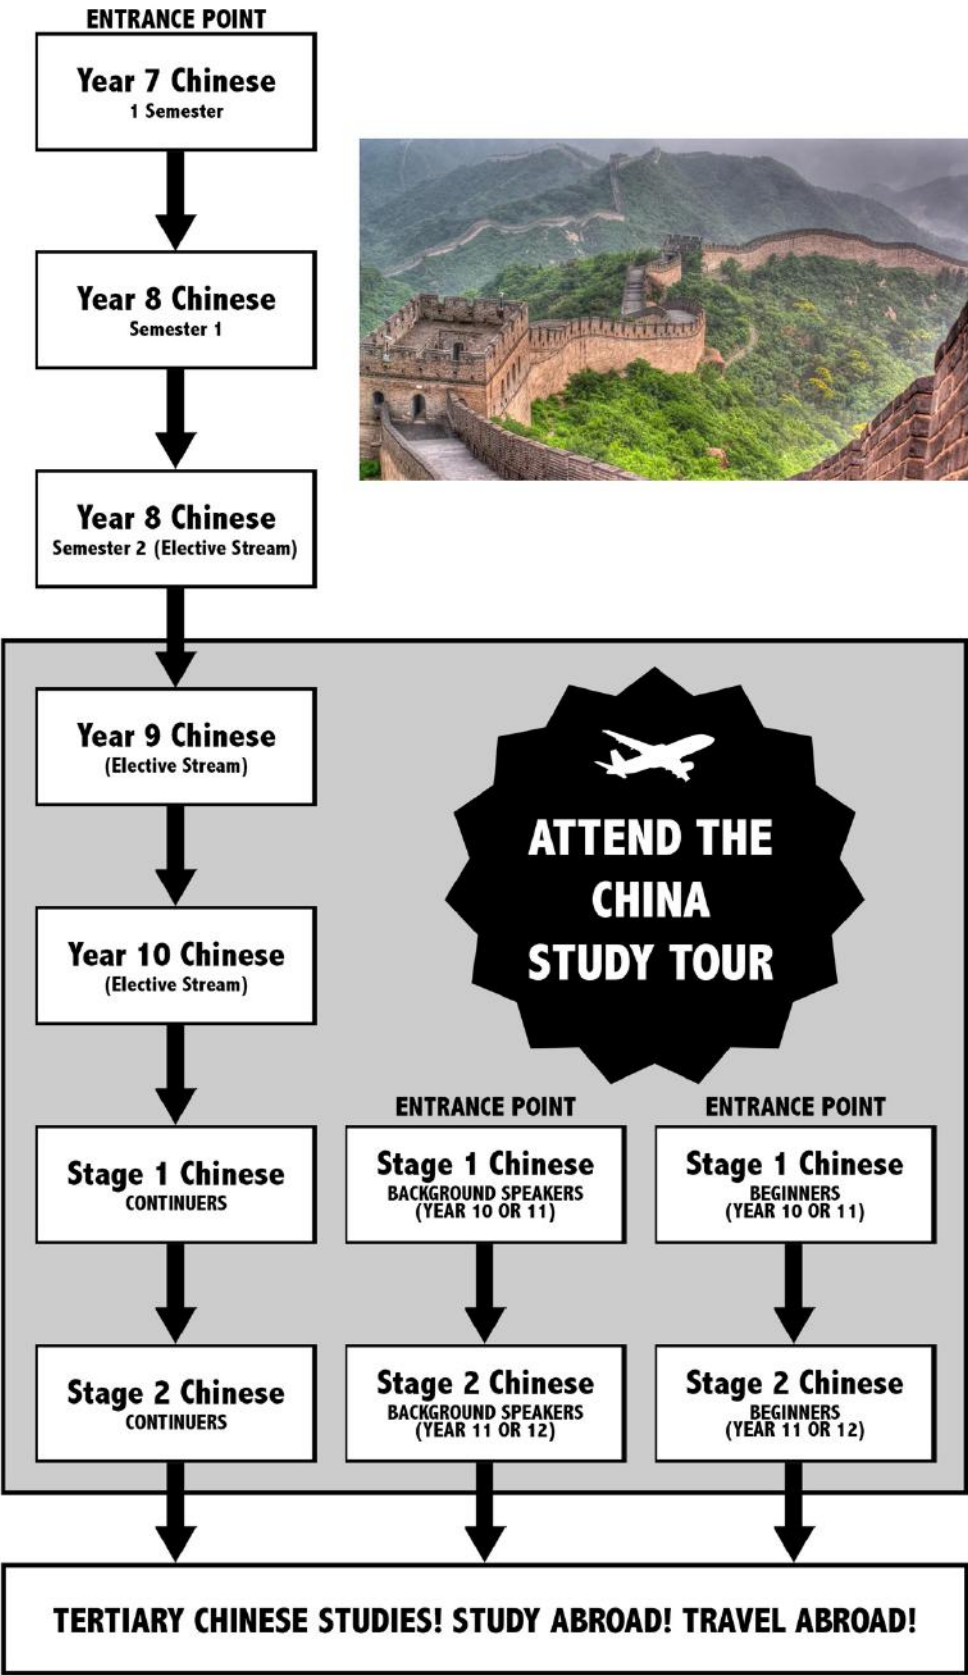 ENTRANCE POINT
Year 7 Chinese
1 Semester
Year 8 Chinese
Semester 1
Year 8 Chinese
Semester 2 (Elective Stream)
Year 9 Chinese
(Elective Stream)
Year 10 Chinese
(Elective Stream)
ATTEND THE
CHINA
STUDY TOUR
Stage 1 Chinese
CONTINUERS
ENTRANCE POINT
Stage 1 Chinese
BACKGROUND SPEAKERS
(YEAR 10 OR 11)
ENTRANCE POINT
Stage 1 Chinese
BEGINNERS
(YEAR 10 OR 11)
Stage 2 Chinese
CONTINUERS
Stage 2 Chinese
BACKGROUND SPEAKERS
(YEAR 11 OR 12)
Stage 2 Chinese
BEGINNERS
(YEAR 11 OR 12)
TERTIARY CHINESE STUDIES! STUDY ABROAD! TRAVEL ABROAD!